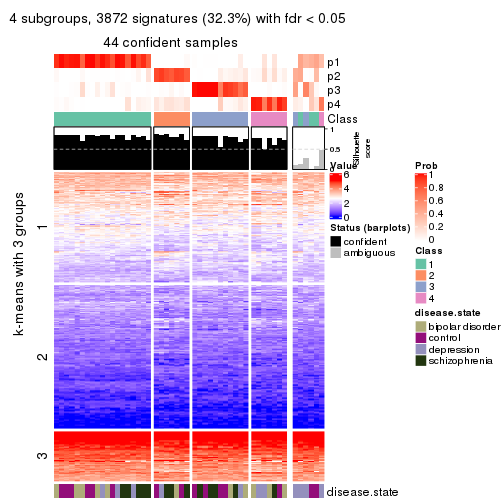 4 subgroups, 3872 signatures (32.3%) with fdr < 0.05
44 confident samples
p1
p2
p3
p4
Class
1
0.5
0
Silhouette score
k-means with 3 groups
1
2
3
disease.state
Value
6
4
2
0
Status (barplots)
confident
ambiguous
Prob
1
0.8
0.6
0.4
0.2
0
Class
1
2
3
4
disease.state
bipolar disorder
control
depression
schizophrenia